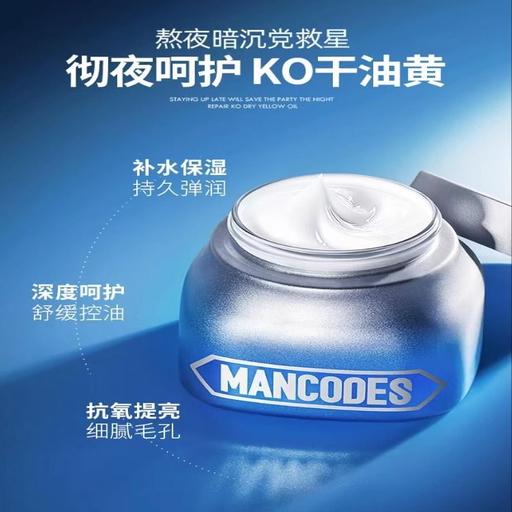 熬夜暗沉党救星
彻夜呵护 KO干油黄
STAYING UP LATE WILL SAVE THE PARTY THE NIGHT
REPAIR KO DRY YELLOW OIL
补水保湿
持久弹润
深度呵护
舒缓控油
抗氧提亮
细腻毛孔
MANCODES